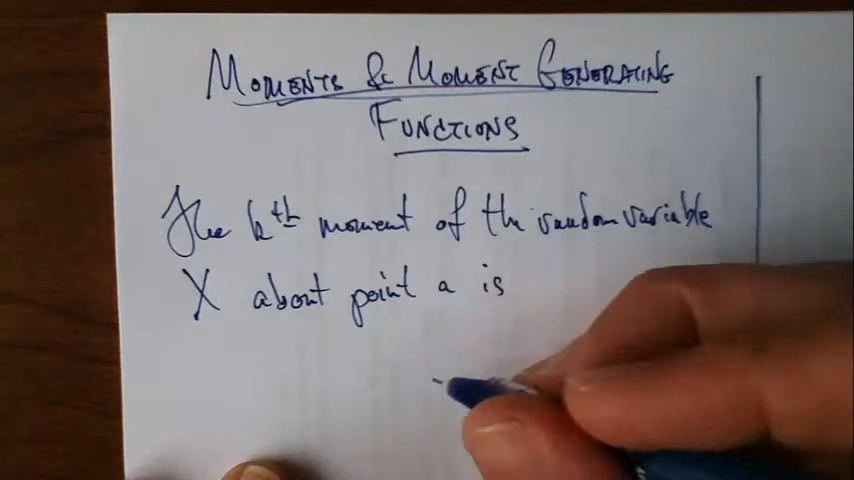 MOMENTS & MOMENT GENERATING
FUNCTIONS
The kth moment of the random variable
X about point a is